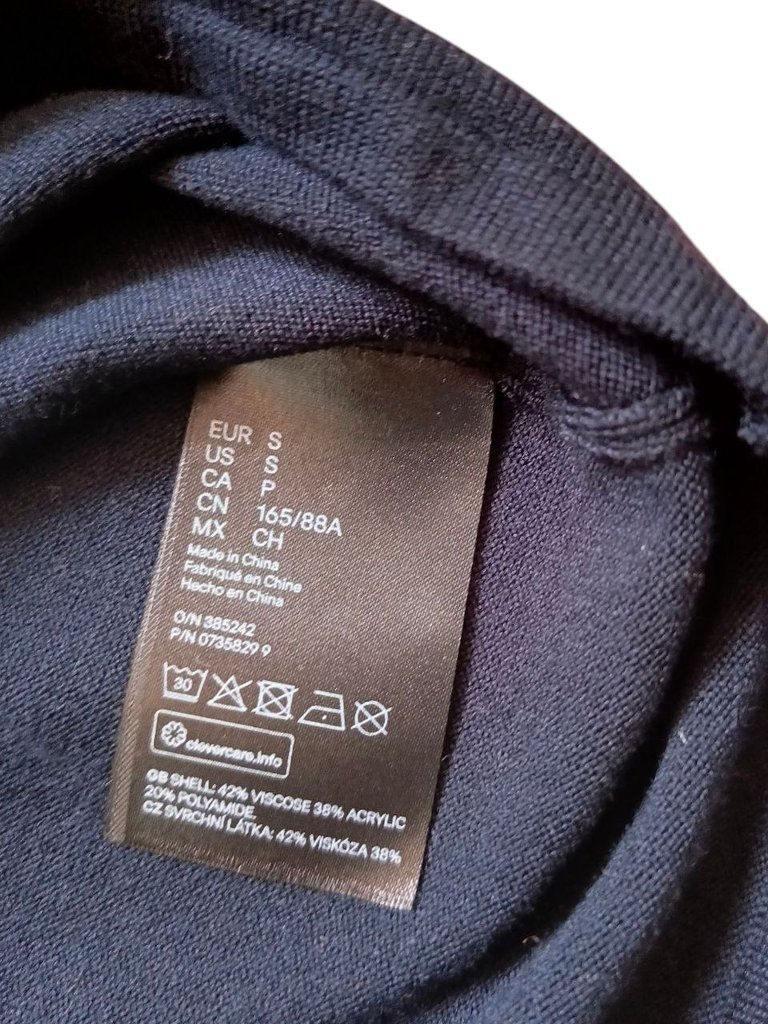 EUR S
US S
CA P
CN 165/88A
MX CH
Made in China
Fabriqué en Chine
Hecho en China
O/N 385242
P/N 0735829 9
30
clevercare.info
GB SHELL: 42% VISCOSE 38% ACRYLIC
20% POLYAMIDE.
CZ SVRCHNÍ LÁTKA: 42% VISKÓZA 38%